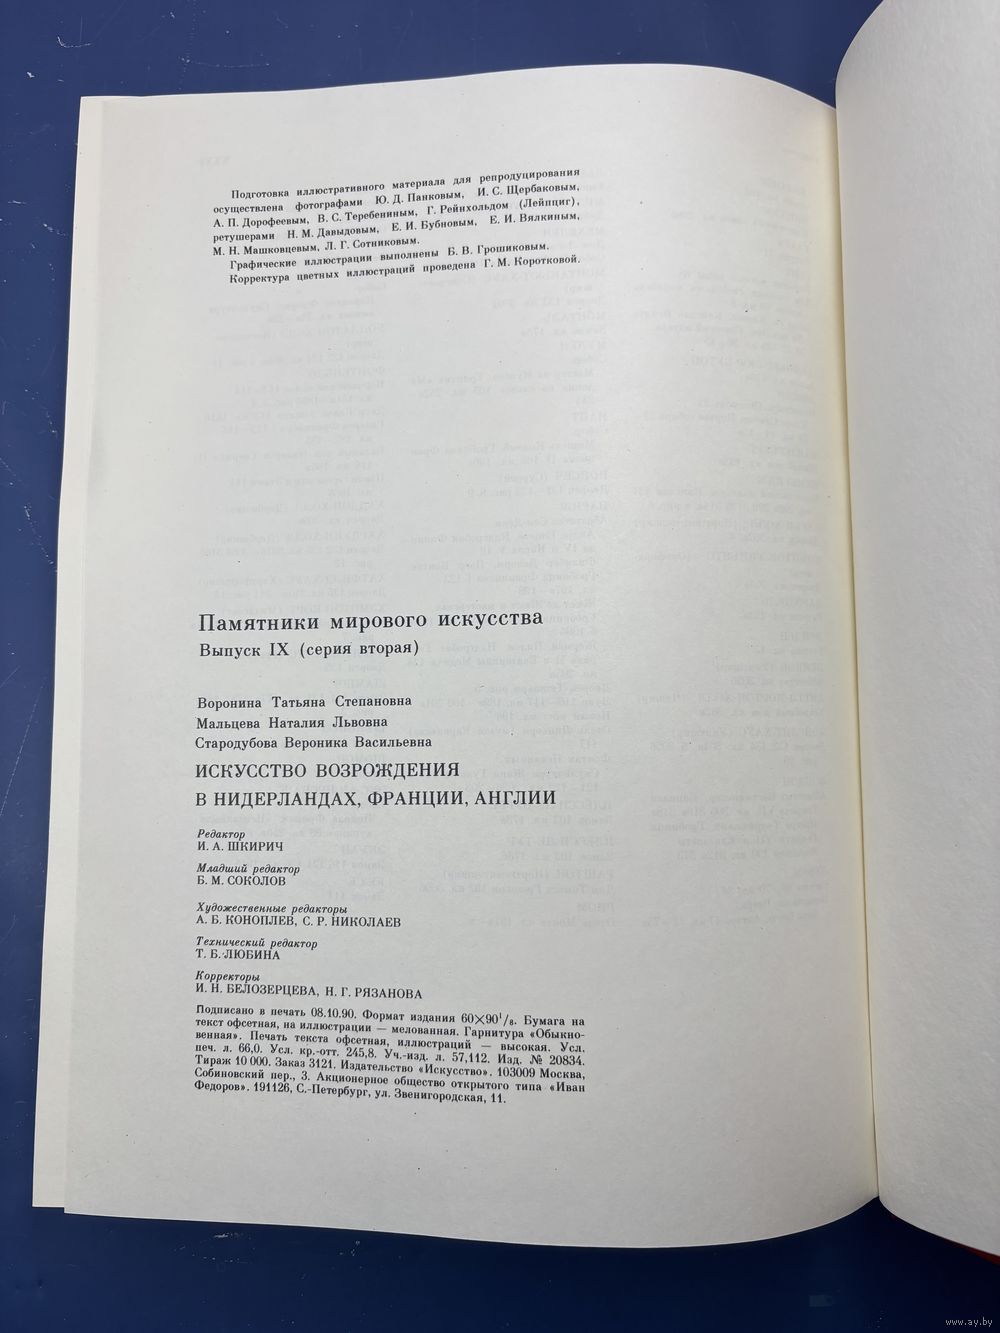 Подготовка иллюстративного материала для репродуцирования
осуществлена фотографами Ю. Д. Панковым, И. С. Щербаковым,
А. П. Дорофеевым, В. С. Теребениным, Г. Рейнхольдом (Лейпциг),
ретушерами Н. М. Давыдовым, Е. И. Бубновым, Е. И. Вялкиным,
М. Н. Машковцевым, Л. Г. Сотниковым.
Графические иллюстрации выполнены Б. В. Грошиковым.
Корректура цветных иллюстраций проведена Г. М. Коротковой.
Памятники мирового искусства
Выпуск IX (серия вторая)
Воронина Татьяна Степановна
Мальцева Наталия Львовна
Стародубова Вероника Васильевна
ИСКУССТВО ВОЗРОЖДЕНИЯ
В НИДЕРЛАНДАХ, ФРАНЦИИ, АНГЛИИ
Редактор
И. А. ШКИРИЧ
Младший редактор
Б. М. СОКОЛОВ
Художественные редакторы
А. Б. КОНОПЛЕВ, С. Р. НИКОЛАЕВ
Технический редактор
Т. Б. ЛЮБИНА
Корректоры
И. Н. БЕЛОЗЕРЦЕВА, Н. Г. РЯЗАНОВА
Подписано в печать 08.10.90. Формат издания 60×90¹/₈. Бумага на
текст офсетная, на иллюстрации — мелованная. Гарнитура «Обыкно-
венная». Печать текста офсетная, иллюстраций — высокая. Усл.
печ. л. 66,0. Усл. кр.-отт. 245,8. Уч.-изд. л. 57,112. Изд. № 20834.
Тираж 10 000. Заказ 3121. Издательство «Искусство». 103009 Москва,
Собиновский пер., 3. Акционерное общество открытого типа «Иван
Федоров». 191126, С.-Петербург, ул. Звенигородская, 11.
www.ay.by